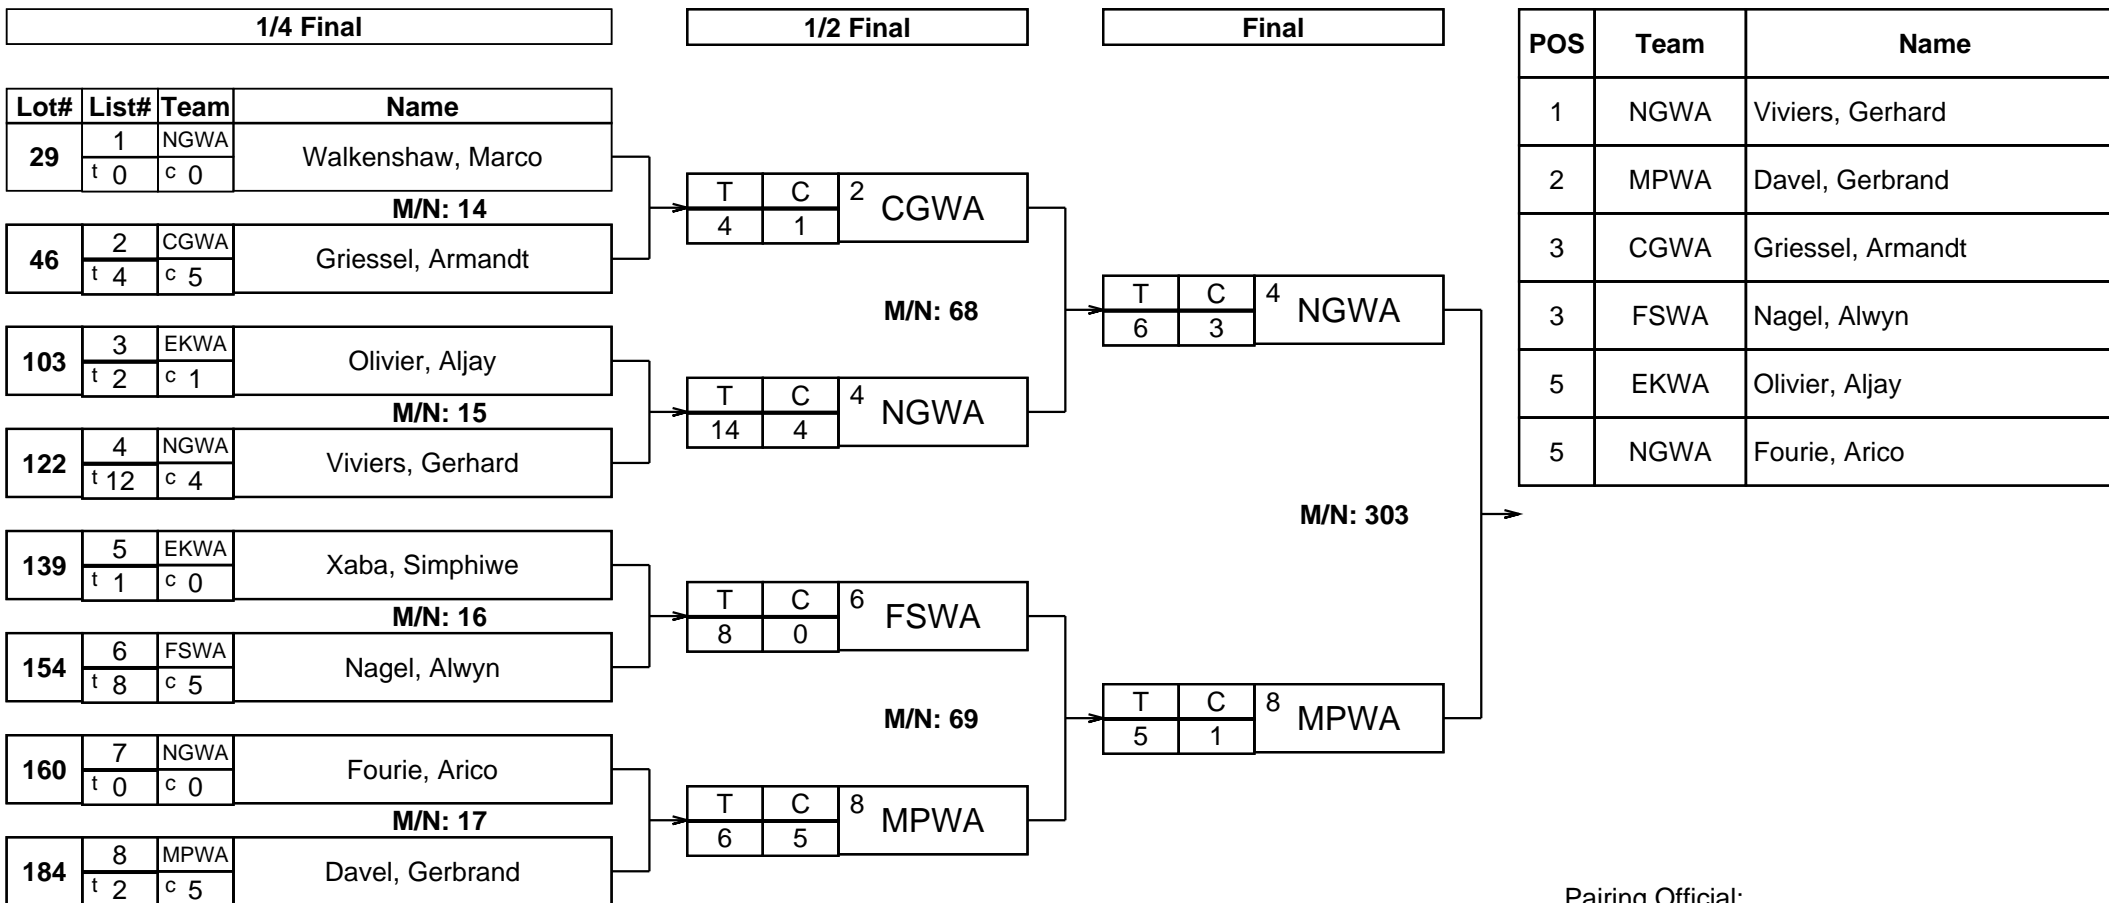 1/4 Final
1/2 Final
Final
POS Team Name
1 NGWA Viviers, Gerhard
2 MPWA Davel, Gerbrand
3 CGWA Griessel, Armandt
3 FSWA Nagel, Alwyn
5 EKWA Olivier, Aljay
5 NGWA Fourie, Arico
Lot# List# Team Name
29 1 NGWA Walkenshaw, Marco
t 0 c 0
M/N: 14
46 2 CGWA Griessel, Armandt
t 4 c 5
103 3 EKWA Olivier, Aljay
t 2 c 1
M/N: 15
122 4 NGWA Viviers, Gerhard
t 12 c 4
139 5 EKWA Xaba, Simphiwe
t 1 c 0
M/N: 16
154 6 FSWA Nagel, Alwyn
t 8 c 5
160 7 NGWA Fourie, Arico
t 0 c 0
M/N: 17
184 8 MPWA Davel, Gerbrand
t 2 c 5
T C 2 CGWA
4 1
M/N: 68
T C 4 NGWA
14 4
T C 6 FSWA
8 0
M/N: 69
T C 8 MPWA
6 5
T C 4 NGWA
6 3
M/N: 303
T C 8 MPWA
5 1
Pairing Official: